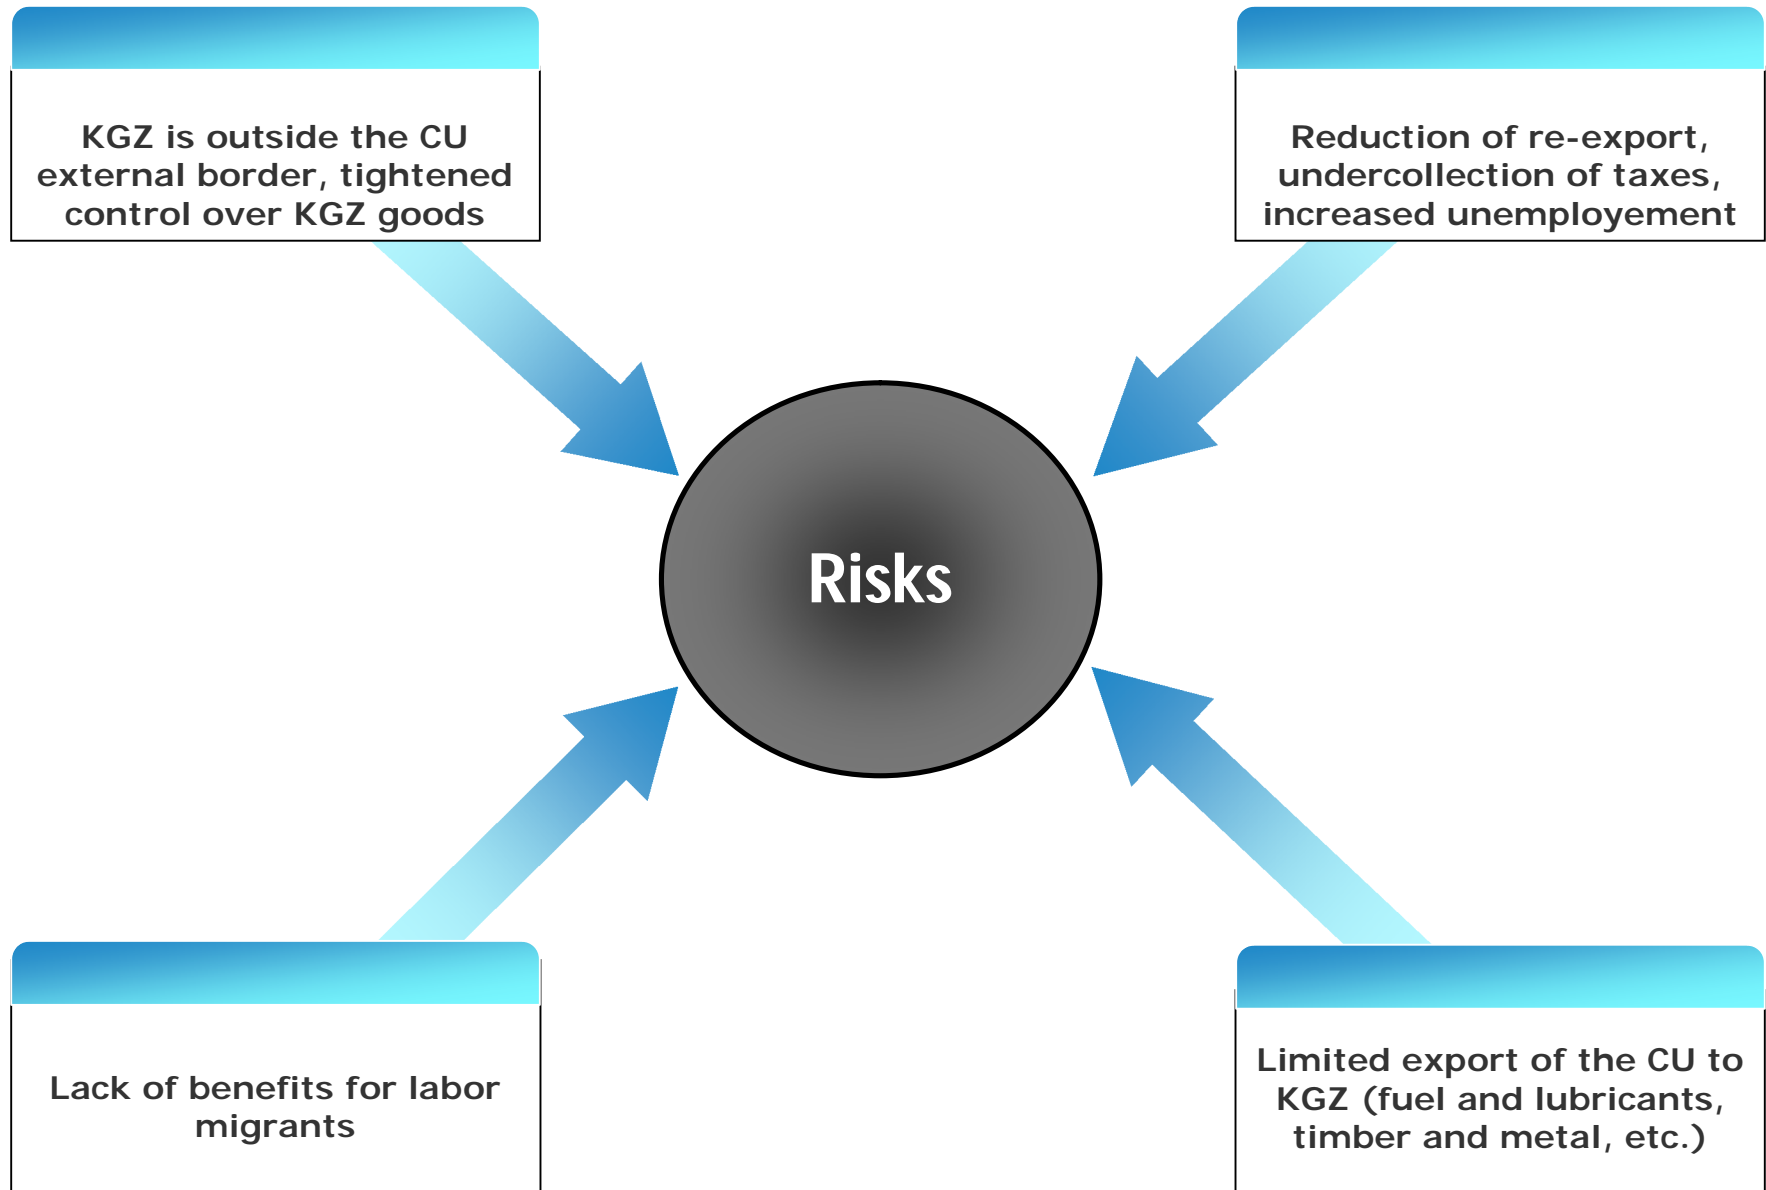 KGZ is outside the CU
external border, tightened
control over KGZ goods
Reduction of re-export,
undercollection of taxes,
increased unemployement
Risks
Lack of benefits for labor
migrants
Limited export of the CU to
KGZ (fuel and lubricants,
timber and metal, etc.)